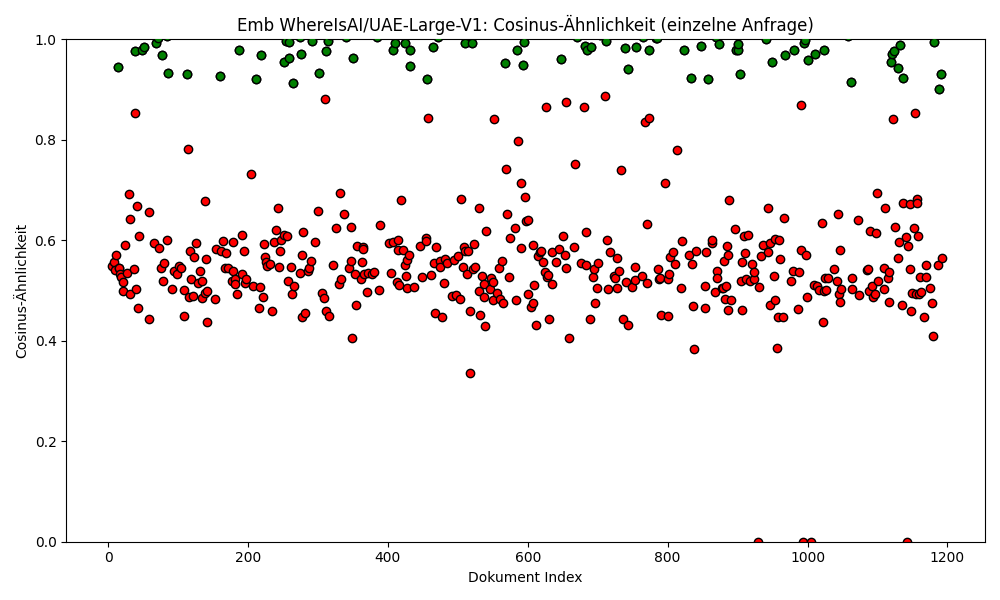 Emb WhereIsAI/UAE-Large-V1: Cosinus-Ähnlichkeit (einzelne Anfrage)
1.0
0.8
0.6
0.4
0.2
0.0
Cosinus-Ähnlichkeit
0 200 400 600 800 1000 1200
Dokument Index